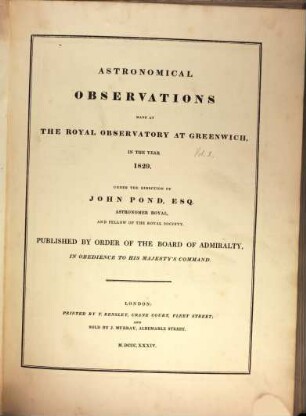 ASTRONOMICAL
OBSERVATIONS
MADE AT
THE ROYAL OBSERVATORY AT GREENWICH,
IN THE YEAR
1829.
UNDER THE DIRECTION OF
JOHN POND, ESQ.
ASTRONOMER ROYAL,
AND FELLOW OF THE ROYAL SOCIETY.
PUBLISHED BY ORDER OF THE BOARD OF ADMIRALTY,
IN OBEDIENCE TO HIS MAJESTY'S COMMAND.
LONDON:
PRINTED BY T. BENSLEY, CRANE COURT, FLEET STREET;
AND
SOLD BY J. MURRAY, ALBEMARLE STREET.
M.DCCC.XXXIV.